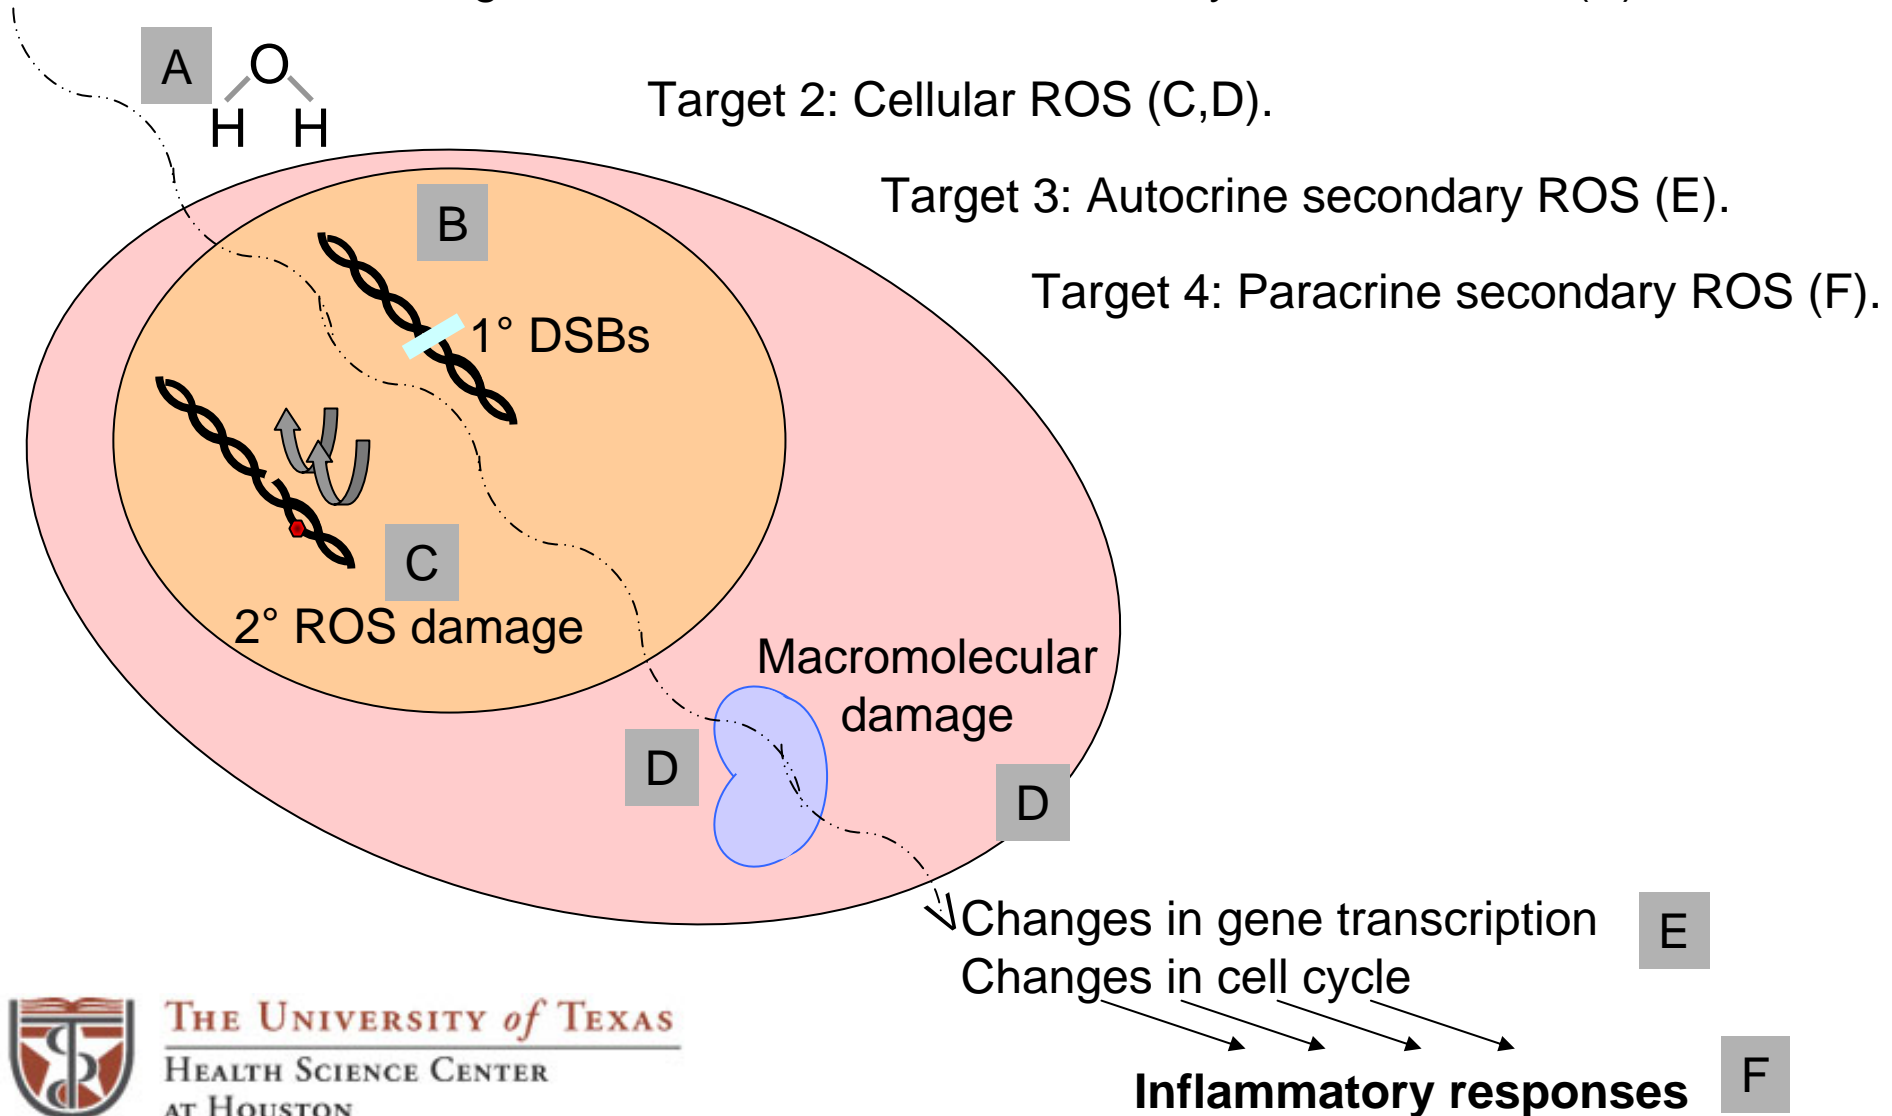 A
O
H H
Target 2: Cellular ROS (C,D).
Target 3: Autocrine secondary ROS (E).
Target 4: Paracrine secondary ROS (F).
B
1° DSBs
C
2° ROS damage
Macromolecular
damage
D
D
Changes in gene transcription
Changes in cell cycle
E
Inflammatory responses
F
THE UNIVERSITY of TEXAS
HEALTH SCIENCE CENTER
AT HOUSTON